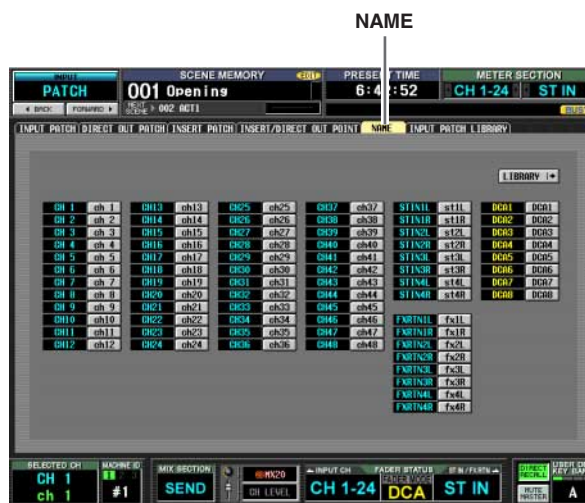 NAME
INPUT SCENE MEMORY EDIT PRESENT TIME METER SECTION
PATCH 001 Opening 6:42:52 CH 1-24 ST IN
BACK FORWARD NEXT SCENE 002 ACT1
INPUT PATCH DIRECT OUT PATCH INSERT PATCH INSERT/DIRECT OUT POINT NAME INPUT PATCH LIBRARY
LIBRARY
CH 1 ch 1 CH13 ch13 CH25 ch25 CH37 ch37 STIN1L st1L DCA1 DCA1
CH 2 ch 2 CH14 ch14 CH26 ch26 CH38 ch38 STIN1R st1R DCA2 DCA2
CH 3 ch 3 CH15 ch15 CH27 ch27 CH39 ch39 STIN2L st2L DCA3 DCA3
CH 4 ch 4 CH16 ch16 CH28 ch28 CH40 ch40 STIN2R st2R DCA4 DCA4
CH 5 ch 5 CH17 ch17 CH29 ch29 CH41 ch41 STIN3L st3L DCA5 DCA5
CH 6 ch 6 CH18 ch18 CH30 ch30 CH42 ch42 STIN3R st3R DCA6 DCA6
CH 7 ch 7 CH19 ch19 CH31 ch31 CH43 ch43 STIN4L st4L DCA7 DCA7
CH 8 ch 8 CH20 ch20 CH32 ch32 CH44 ch44 STIN4R st4R DCA8 DCA8
CH 9 ch 9 CH21 ch21 CH33 ch33 CH45 ch45
CH10 ch10 CH22 ch22 CH34 ch34 CH46 ch46 FXRTN1L fx1L
CH11 ch11 CH23 ch23 CH35 ch35 CH47 ch47 FXRTN1R fx1R
CH12 ch12 CH24 ch24 CH36 ch36 CH48 ch48 FXRTN2L fx2L
FXRTN2R fx2R
FXRTN3L fx3L
FXRTN3R fx3R
FXRTN4L fx4L
FXRTN4R fx4R
SELECTED CH MACHINE ID MIX SECTION INPUT CH FADER STATUS ST IN / FX RTN DIRECT RECALL
CH 1 1 2 3 SEND MIX20 CH 1-24 FADER MODE ST IN
ch 1 #1 CH LEVEL DCA MUTE MASTER A